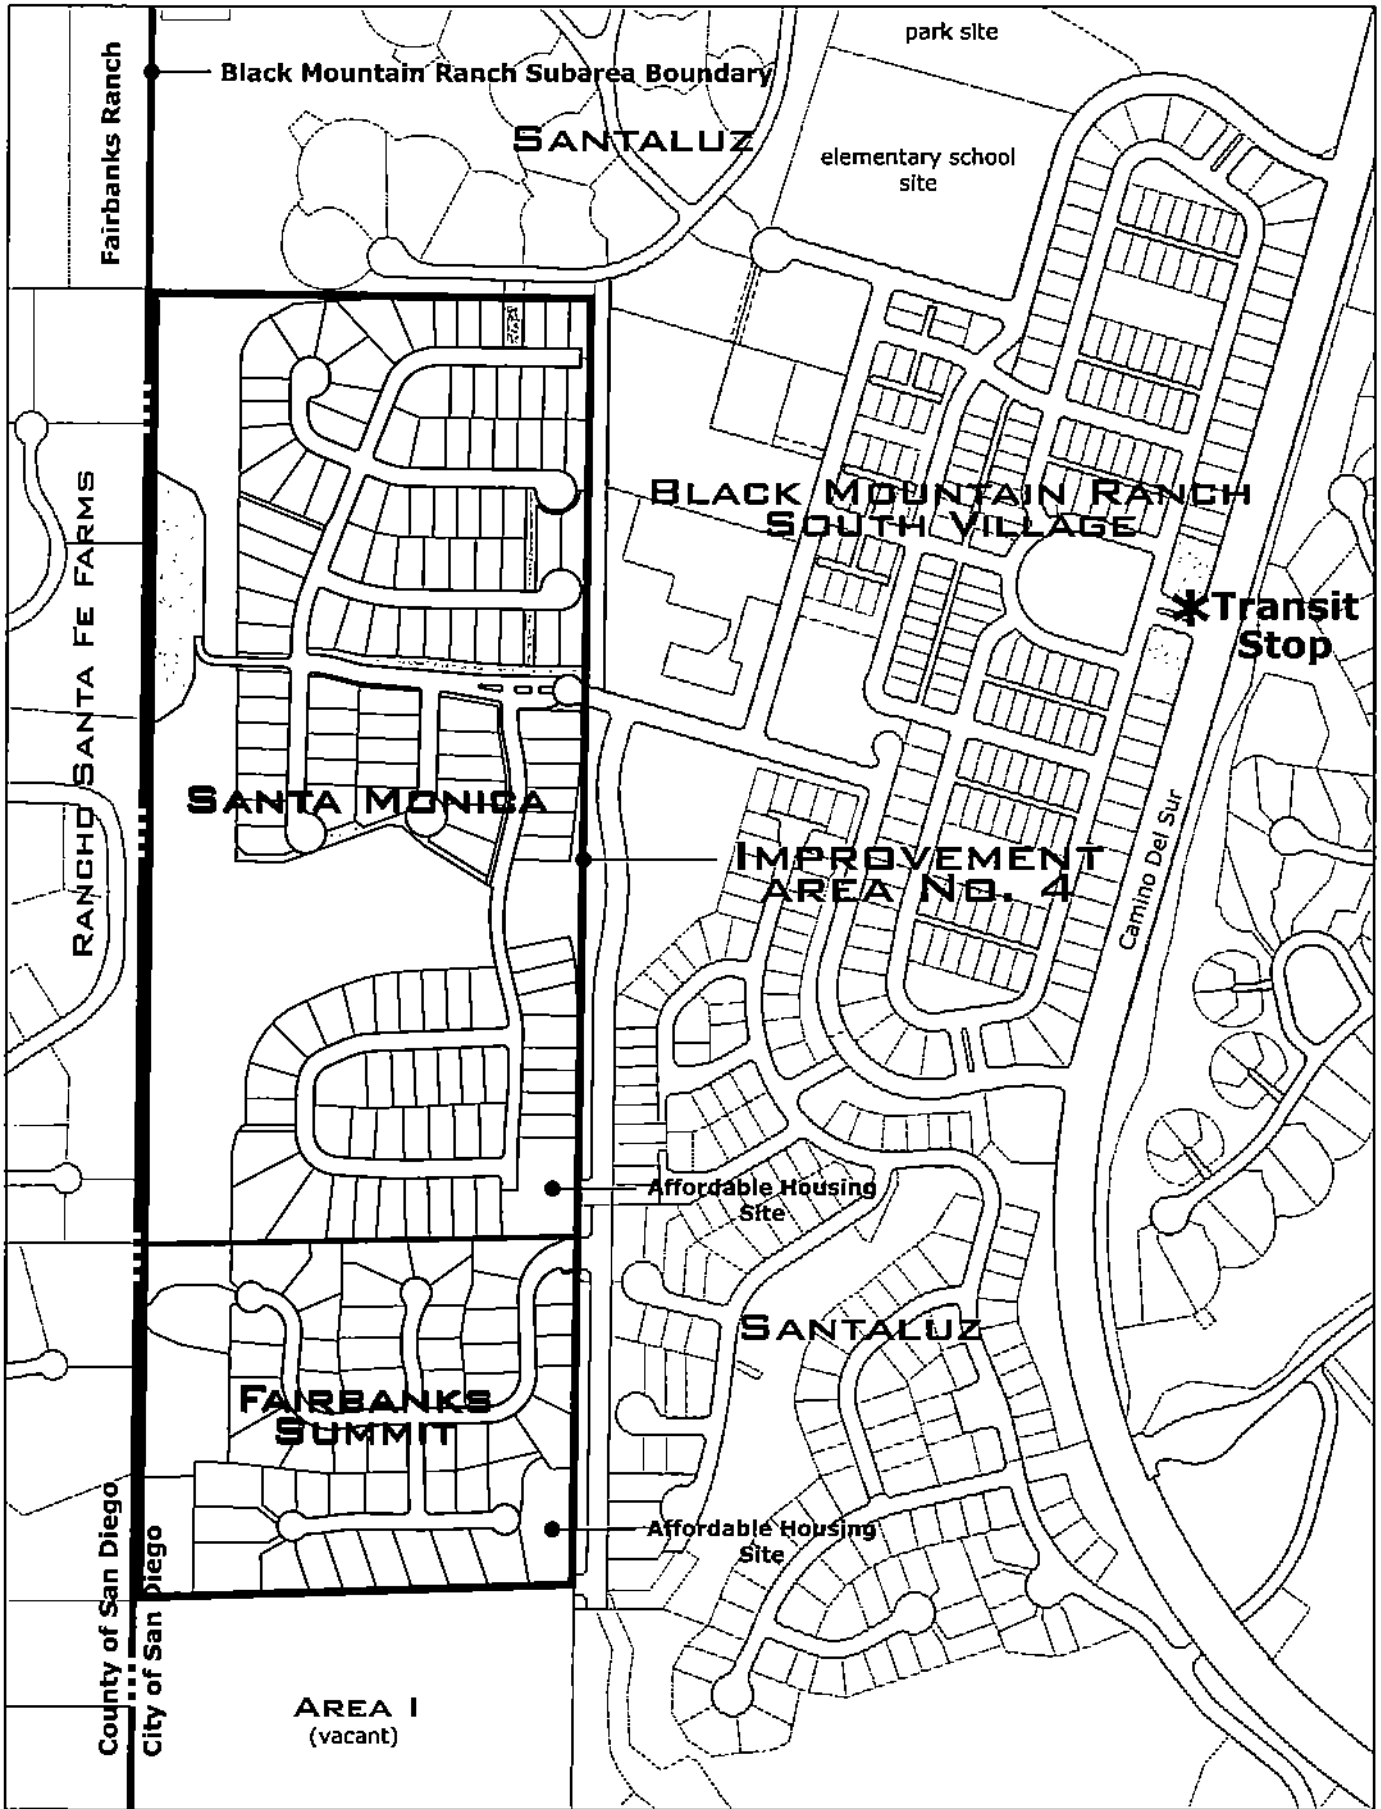 park site
Fairbanks Ranch
Black Mountain Ranch Subarea Boundary
SANTALUZ
elementary school
site
RANCHO SANTA FE FARMS
BLACK MOUNTAIN RANCH
SOUTH VILLAGE
Transit
Stop
SANTA MONICA
IMPROVEMENT
AREA NO. 4
Camino Del Sur
Affordable Housing
Site
SANTALUZ
FAIRBANKS
SUMMIT
Affordable Housing
Site
County of San Diego
City of San Diego
AREA I
(vacant)